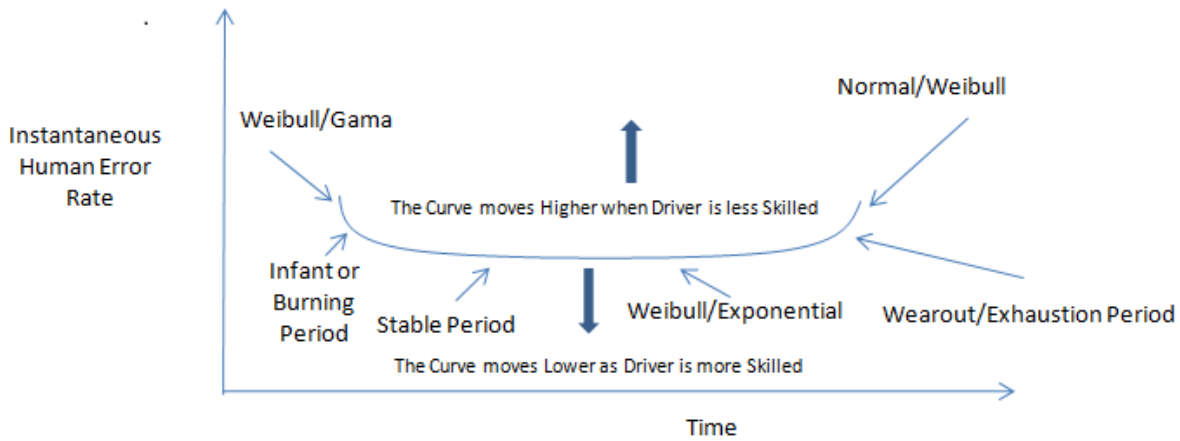 Normal/Weibull
Weibull/Gama
Instantaneous
Human Error
Rate
The Curve moves Higher when Driver is less Skilled
Infant or
Burning
Period
Stable Period
Weibull/Exponential
Wearout/Exhaustion Period
The Curve moves Lower as Driver is more Skilled
Time